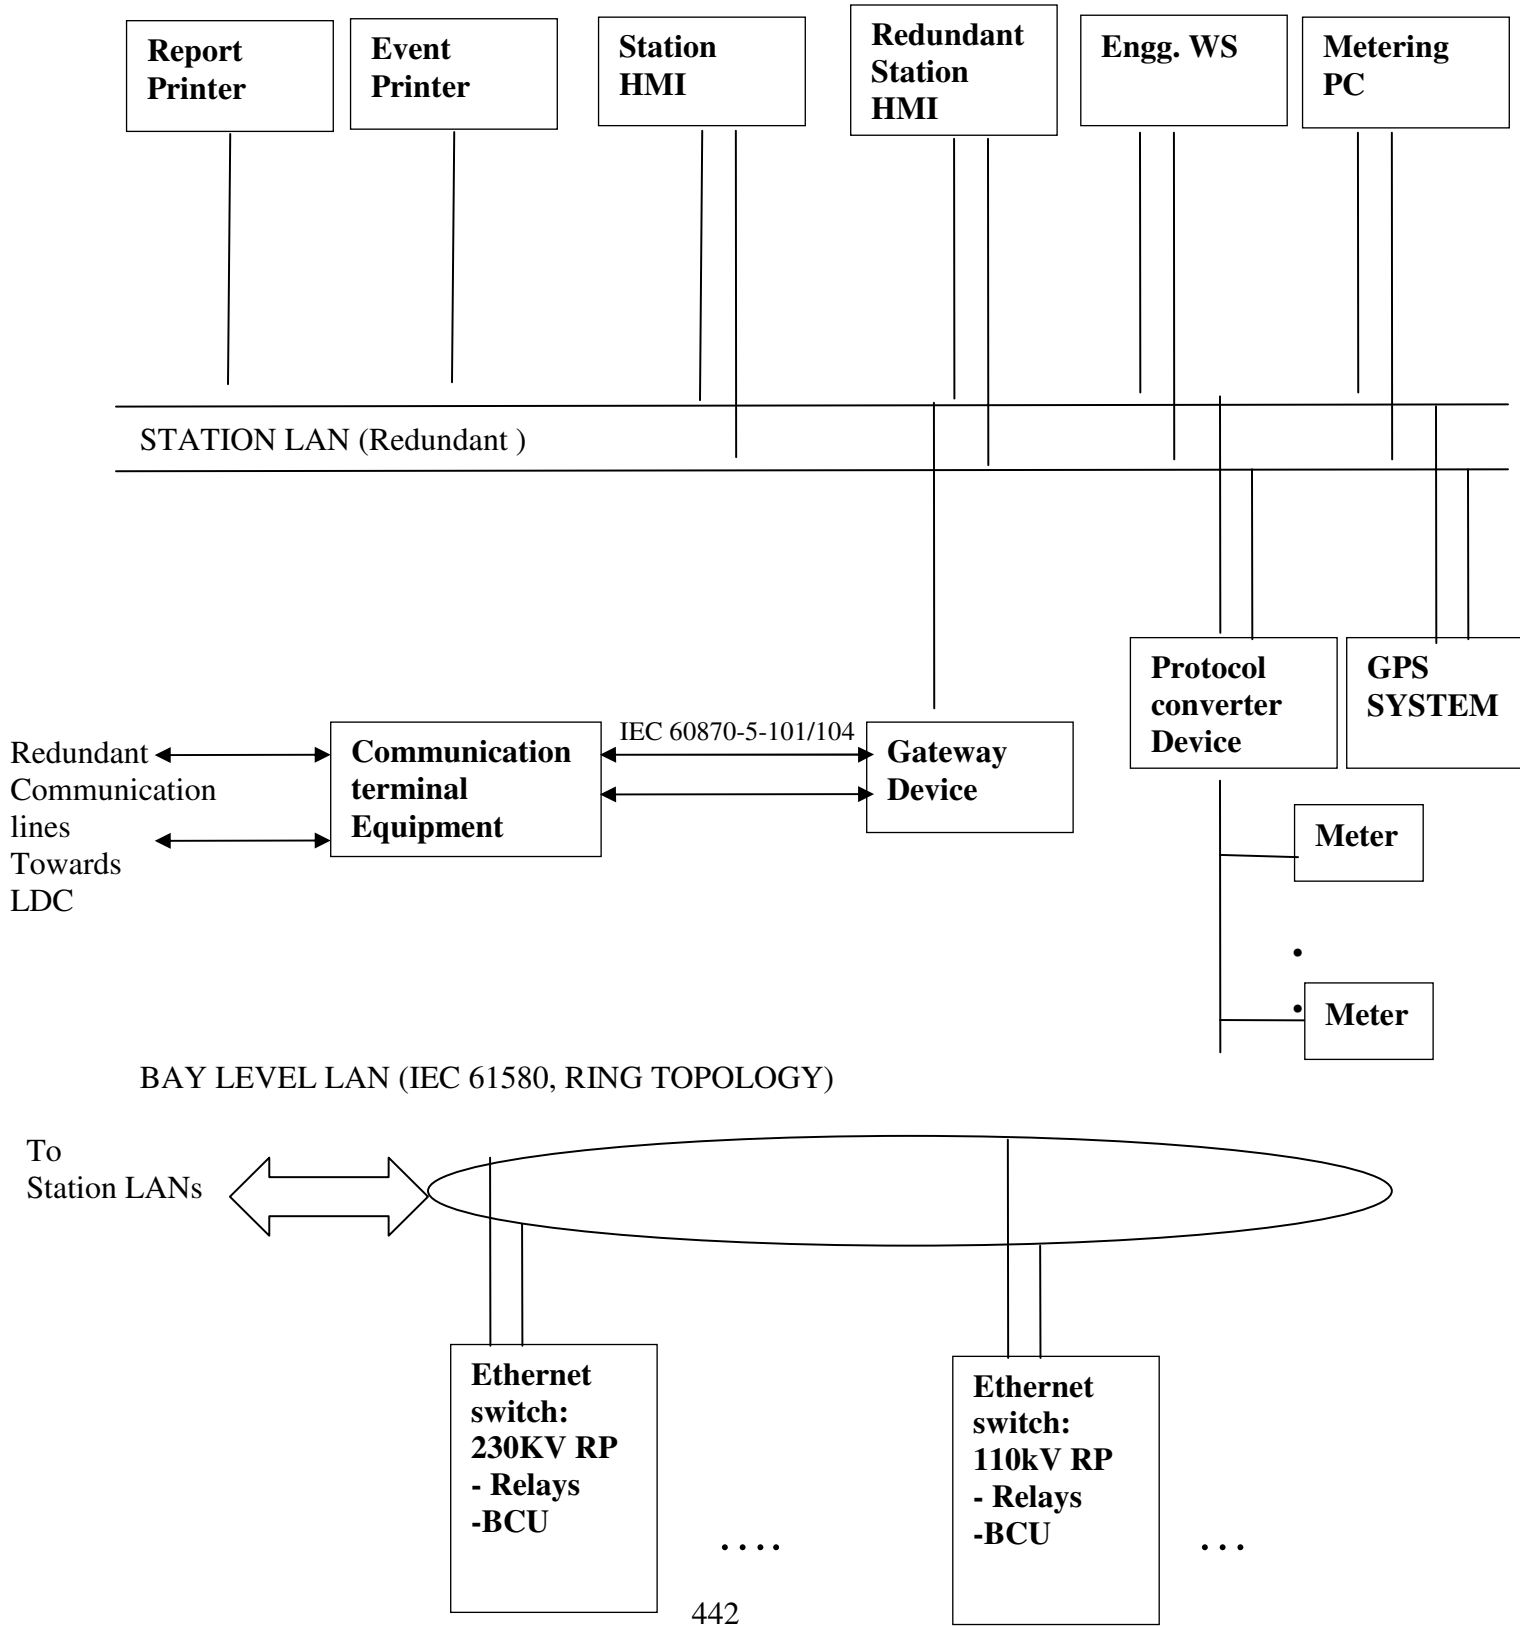 Report
Printer
Event
Printer
Station
HMI
Redundant
Station
HMI
Engg. WS
Metering
PC
STATION LAN (Redundant )
Protocol
converter
Device
GPS
SYSTEM
Redundant
Communication
lines
Towards
LDC
Communication
terminal
Equipment
IEC 60870-5-101/104
Gateway
Device
Meter
Meter
BAY LEVEL LAN (IEC 61580, RING TOPOLOGY)
To
Station LANs
Ethernet
switch:
230KV RP
- Relays
-BCU
....
Ethernet
switch:
110kV RP
- Relays
-BCU
...
442